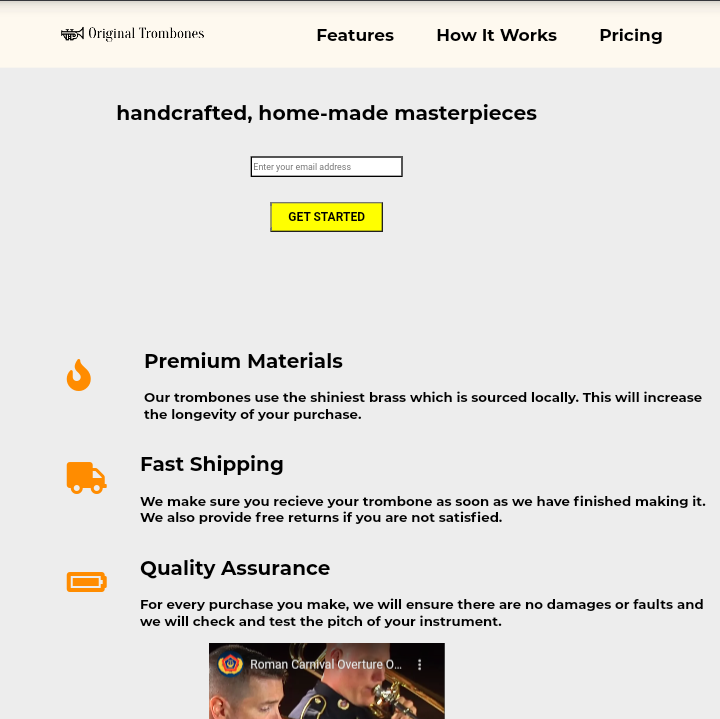 Original Trombones
Features
How It Works
Pricing
handcrafted, home-made masterpieces
Enter your email address
GET STARTED
Premium Materials
Our trombones use the shiniest brass which is sourced locally. This will increase
the longevity of your purchase.
Fast Shipping
We make sure you recieve your trombone as soon as we have finished making it.
We also provide free returns if you are not satisfied.
Quality Assurance
For every purchase you make, we will ensure there are no damages or faults and
we will check and test the pitch of your instrument.
Roman Carnival Overture O...